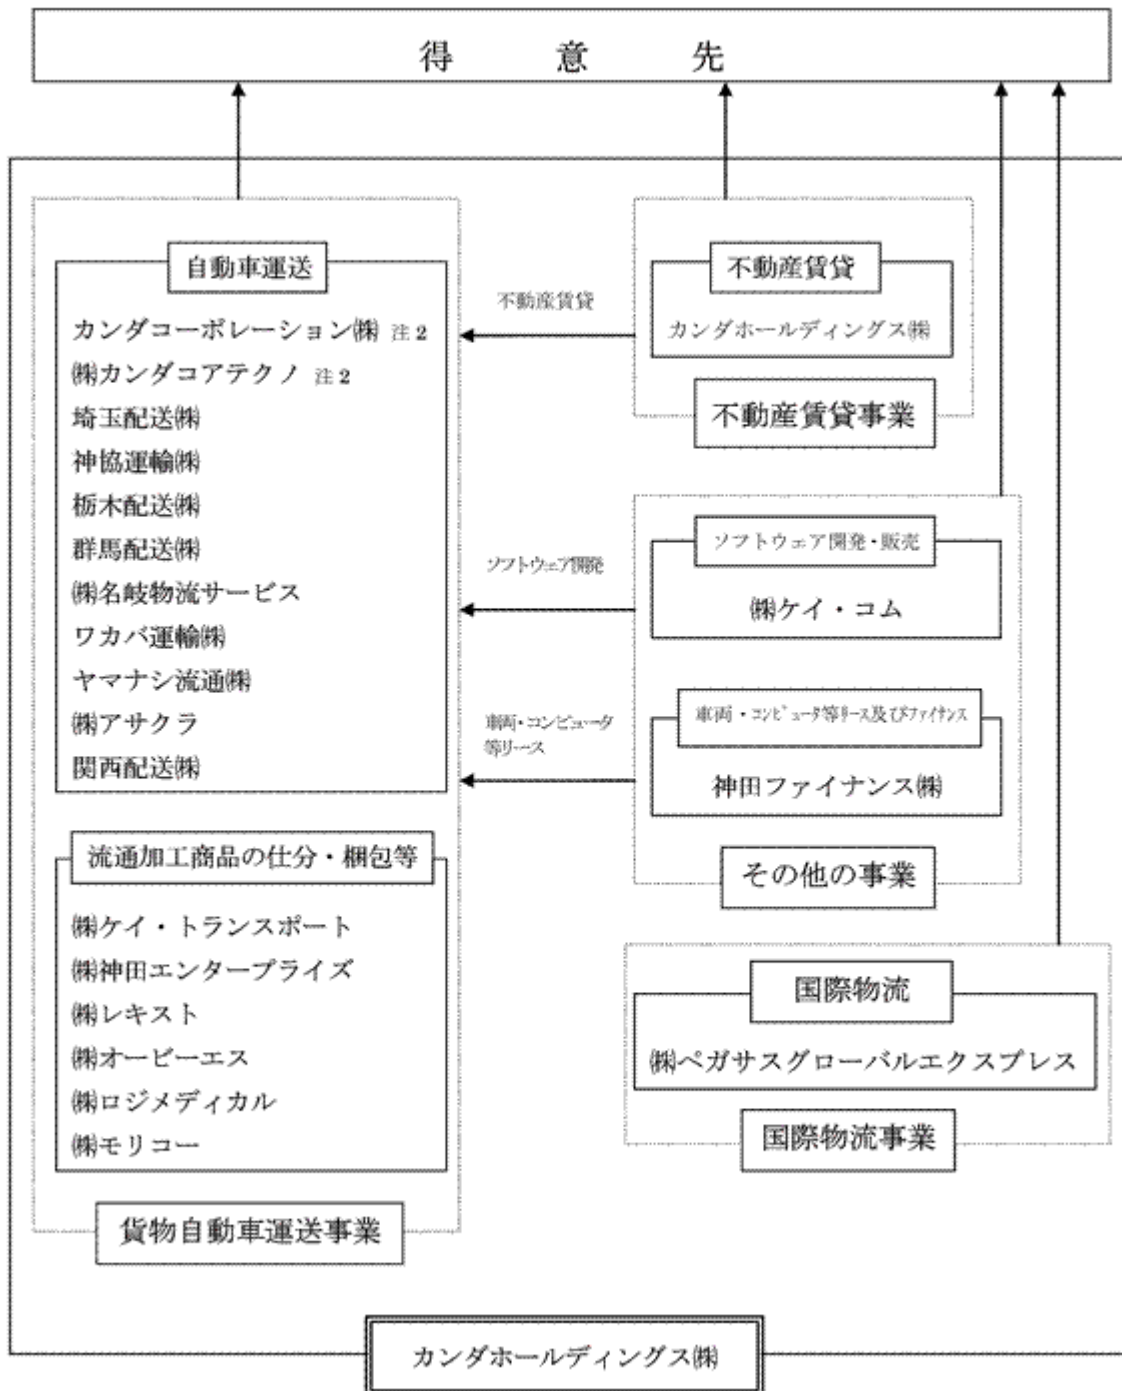 得意先
自動車運送
カンダコーポレーション㈱ 注2
㈱カンダコアテクノ 注2
埼玉配送㈱
神協運輸㈱
栃木配送㈱
群馬配送㈱
㈱名岐物流サービス
ワカバ運輸㈱
ヤマナシ流通㈱
㈱アサクラ
関西配送㈱
流通加工商品の仕分・梱包等
㈱ケイ・トランスポート
㈱神田エンタープライズ
㈱レキスト
㈱オービーエス
㈱ロジメディカル
㈱モリコー
貨物自動車運送事業
不動産賃貸
ソフトウェア開発
車両・コンピュータ
等リース
不動産賃貸
カンダホールディングス㈱
不動産賃貸事業
ソフトウェア開発・販売
㈱ケイ・コム
車両・コンピュータ等リース及びファイナンス
神田ファイナンス㈱
その他の事業
国際物流
㈱ペガサスグローバルエクスプレス
国際物流事業
カンダホールディングス㈱